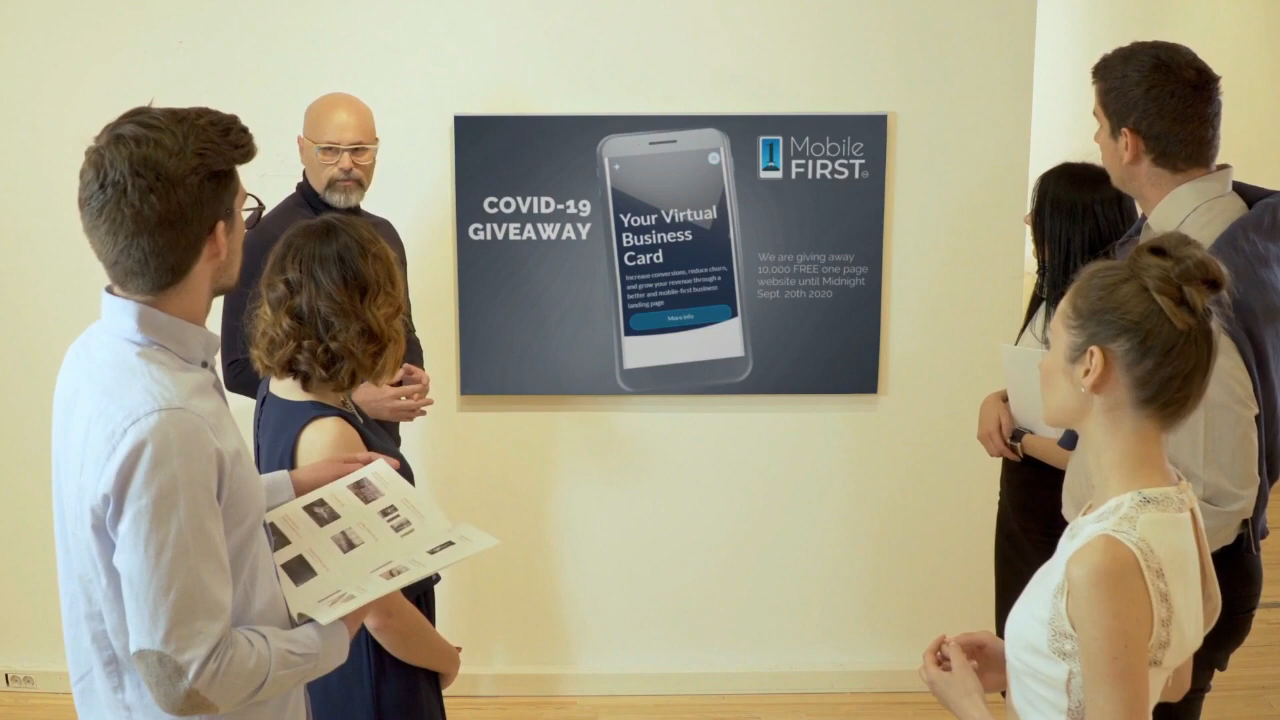 COVID-19
GIVEAWAY
Your Virtual
Business
Card
Increase conversions, reduce churn,
and grow your revenue through a
better and mobile-first business
landing page
More info
1
Mobile
FIRST
We are giving away
10,000 FREE one page
website until Midnight
Sept. 20th 2020